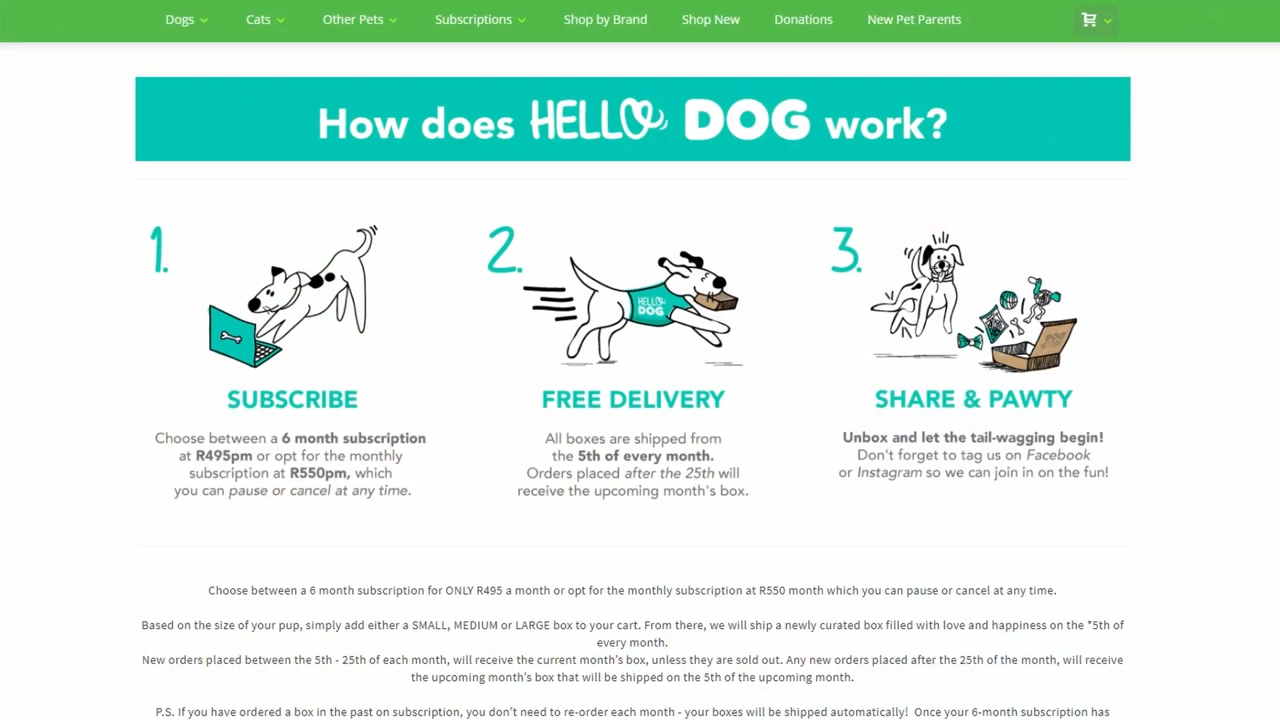 Dogs Cats Other Pets Subscriptions Shop by Brand Shop New Donations New Pet Parents
How does HELLO DOG work?
1.
SUBSCRIBE
Choose between a 6 month subscription
at R495pm or opt for the monthly
subscription at R550pm, which
you can pause or cancel at any time.
2.
HELLO
DOG
FREE DELIVERY
All boxes are shipped from
the 5th of every month.
Orders placed after the 25th will
receive the upcoming month's box.
3.
SHARE & PAWTY
Unbox and let the tail-wagging begin!
Don't forget to tag us on Facebook
or Instagram so we can join in on the fun!
Choose between a 6 month subscription for ONLY R495 a month or opt for the monthly subscription at R550 month which you can pause or cancel at any time.
Based on the size of your pup, simply add either a SMALL, MEDIUM or LARGE box to your cart. From there, we will ship a newly curated box filled with love and happiness on the *5th of
every month.
New orders placed between the 5th - 25th of each month, will receive the current month's box, unless they are sold out. Any new orders placed after the 25th of the month, will receive
the upcoming month's box that will be shipped on the 5th of the upcoming month.
P.S. If you have ordered a box in the past on subscription, you don't need to re-order each month - your boxes will be shipped automatically! Once your 6-month subscription has